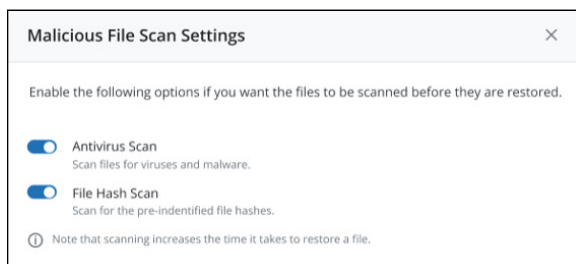 Malicious File Scan Settings
Enable the following options if you want the files to be scanned before they are restored.
Antivirus Scan
Scan files for viruses and malware.
File Hash Scan
Scan for the pre-indentified file hashes.
Note that scanning increases the time it takes to restore a file.